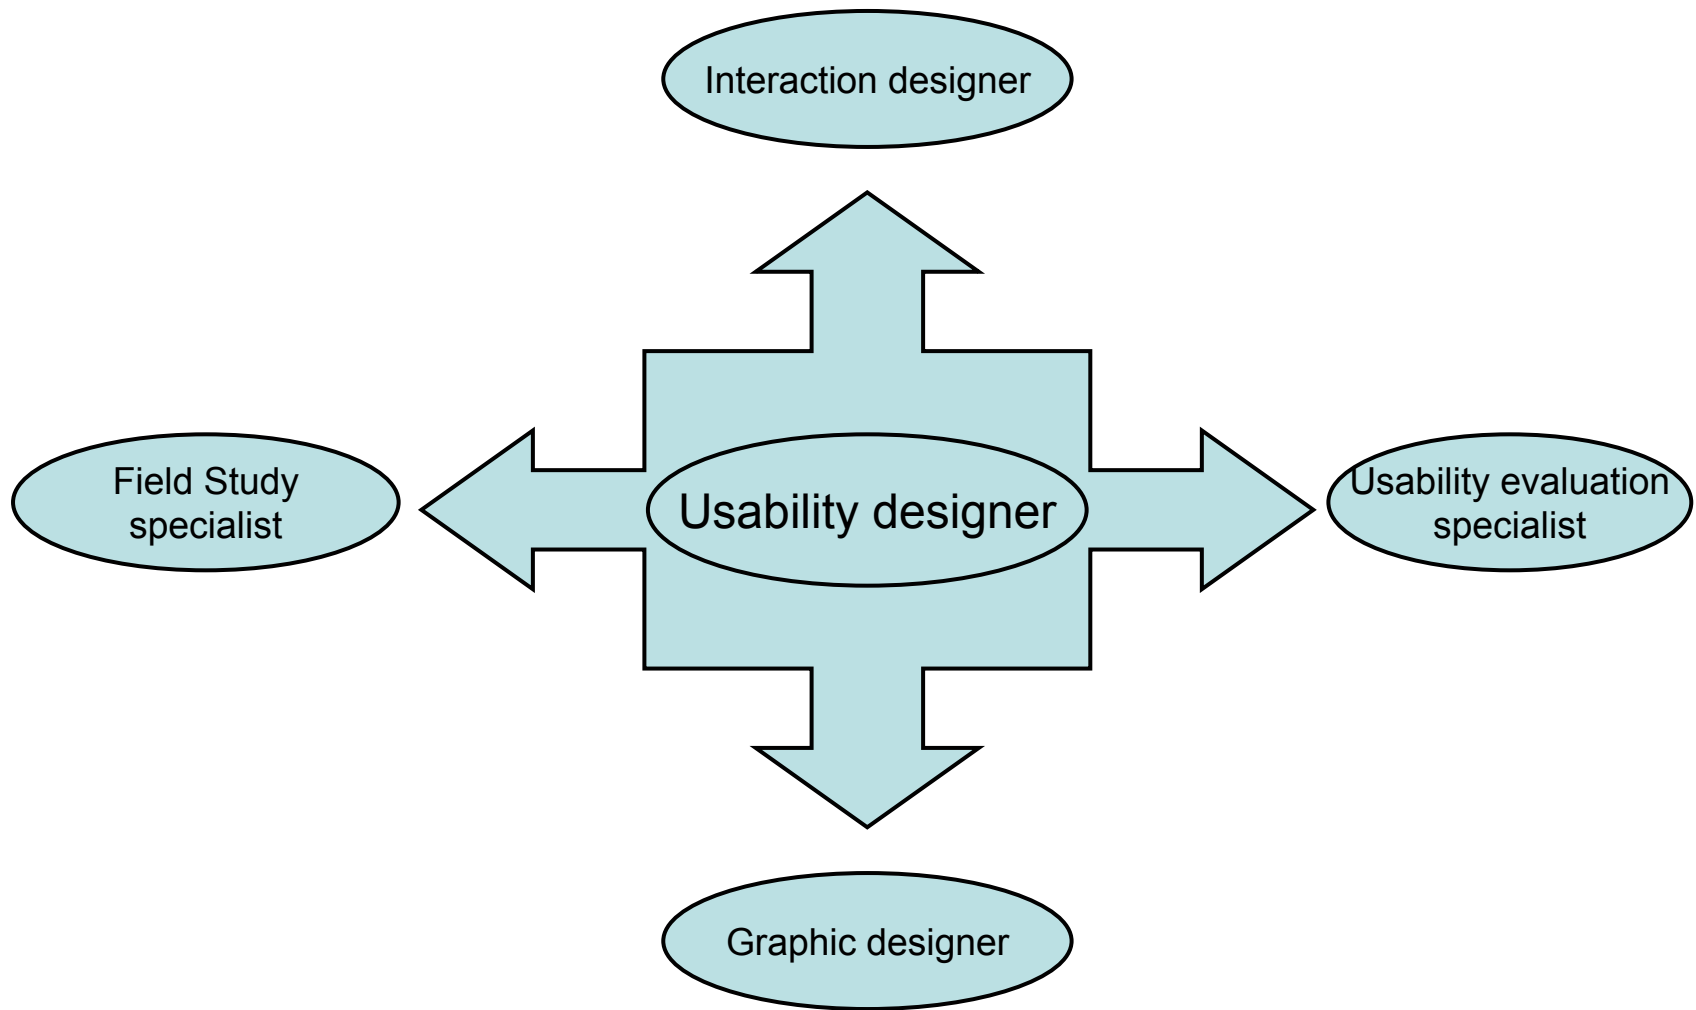 Interaction designer
Field Study
specialist
Usability designer
Usability evaluation
specialist
Graphic designer